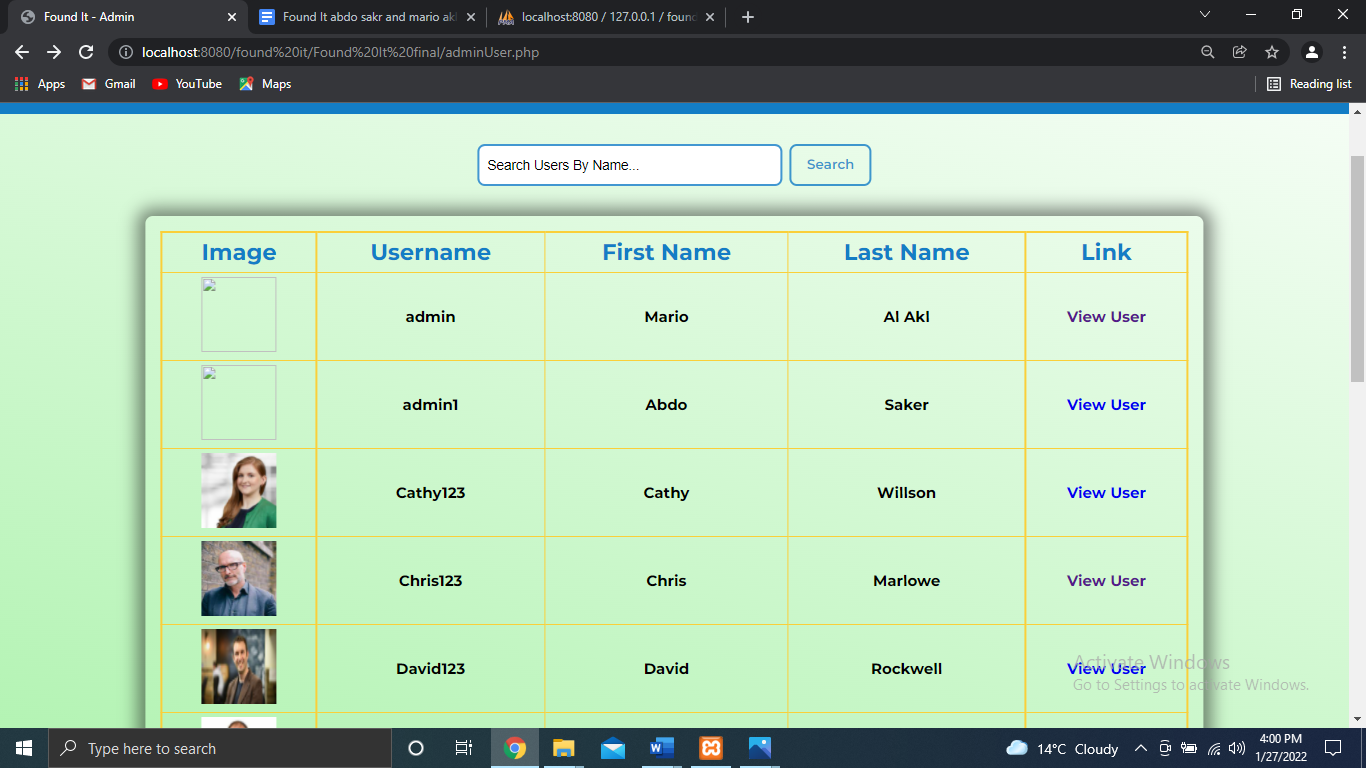 Found It - Admin
Found It abdo sakr and mario akl
localhost:8080 / 127.0.0.1 / found
localhost:8080/found%20it/Found%20It%20final/adminUser.php
Apps Gmail YouTube Maps Reading list
Search Users By Name... Search
Image Username First Name Last Name Link
admin Mario Al Akl View User
admin1 Abdo Saker View User
Cathy123 Cathy Willson View User
Chris123 Chris Marlowe View User
David123 David Rockwell View User
Activate Windows
Go to Settings to activate Windows.
Type here to search
14°C Cloudy
4:00 PM
1/27/2022